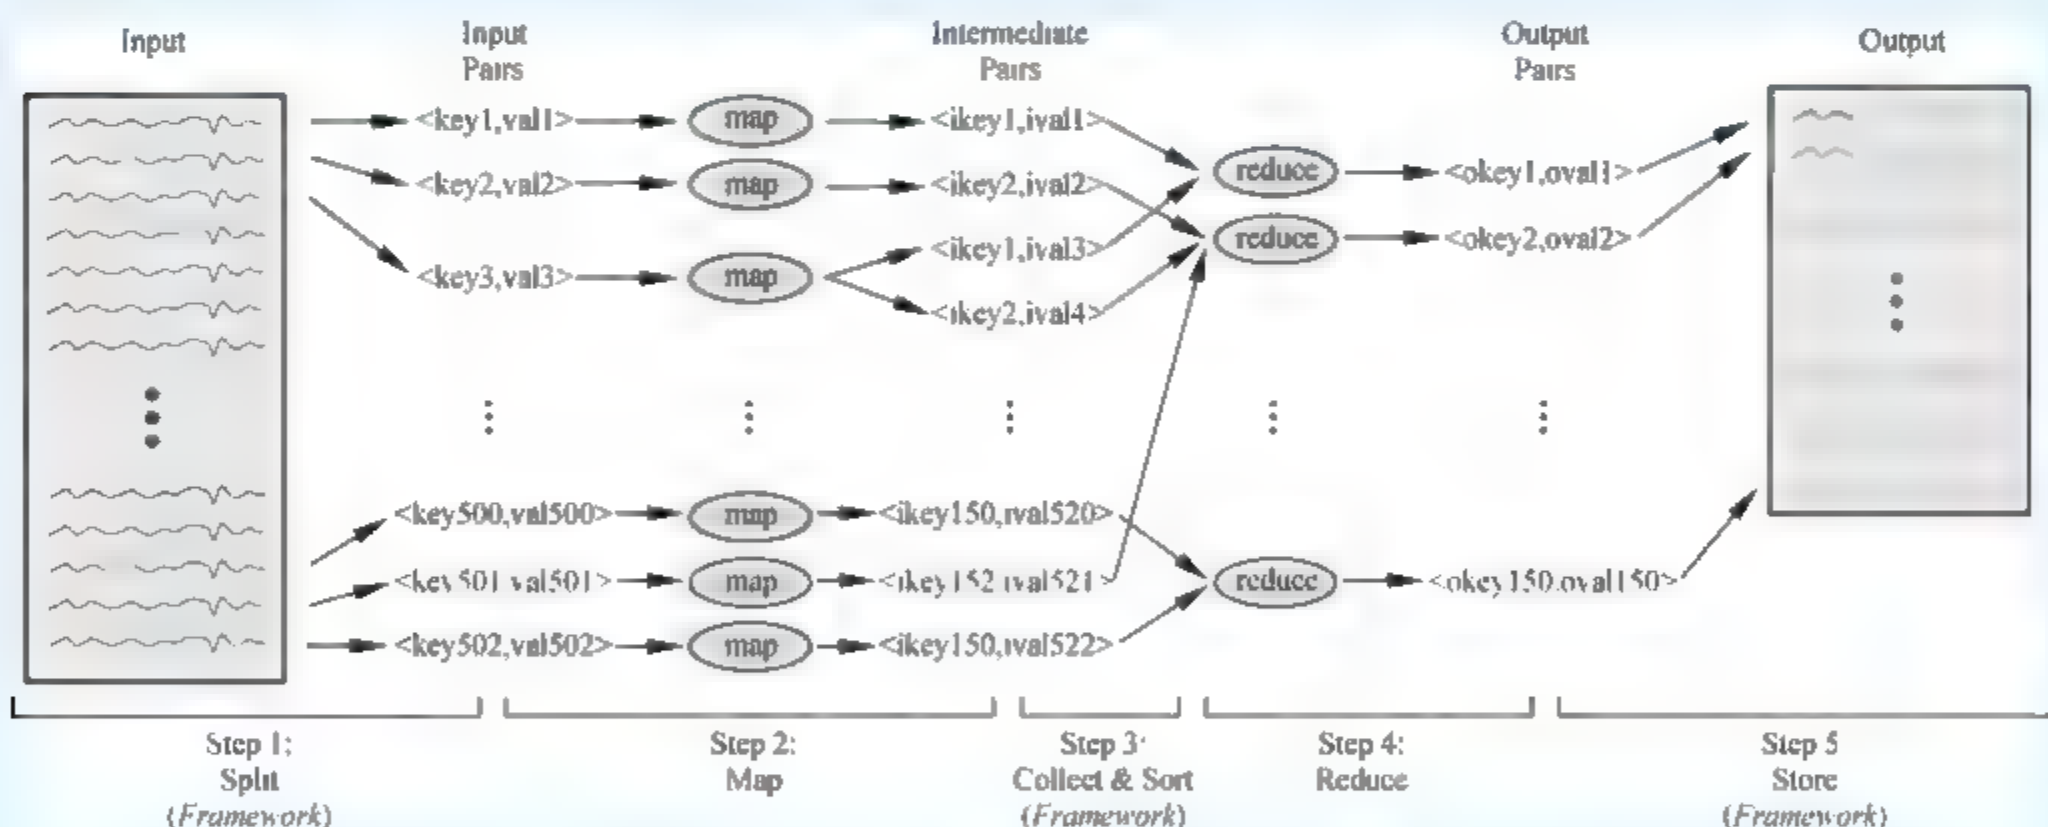 Input
Input
Pairs
Intermediate
Pairs
Output
Pairs
Output
<key1,val1>
map
<ikey1,ival1>
<key2,val2>
map
<ikey2,ival2>
reduce
<okey1,oval1>
reduce
<okey2,oval2>
<ikey1,ival3>
<key3,val3>
map
<ikey2,ival4>
<key500,val500>
map
<ikey150,ival520>
<key501,val501>
map
<ikey152,ival521>
reduce
<okey150,oval150>
<key502,val502>
map
<ikey150,ival522>
Step 1:
Split
(Framework)
Step 2:
Map
Step 3:
Collect & Sort
(Framework)
Step 4:
Reduce
Step 5
Store
(Framework)